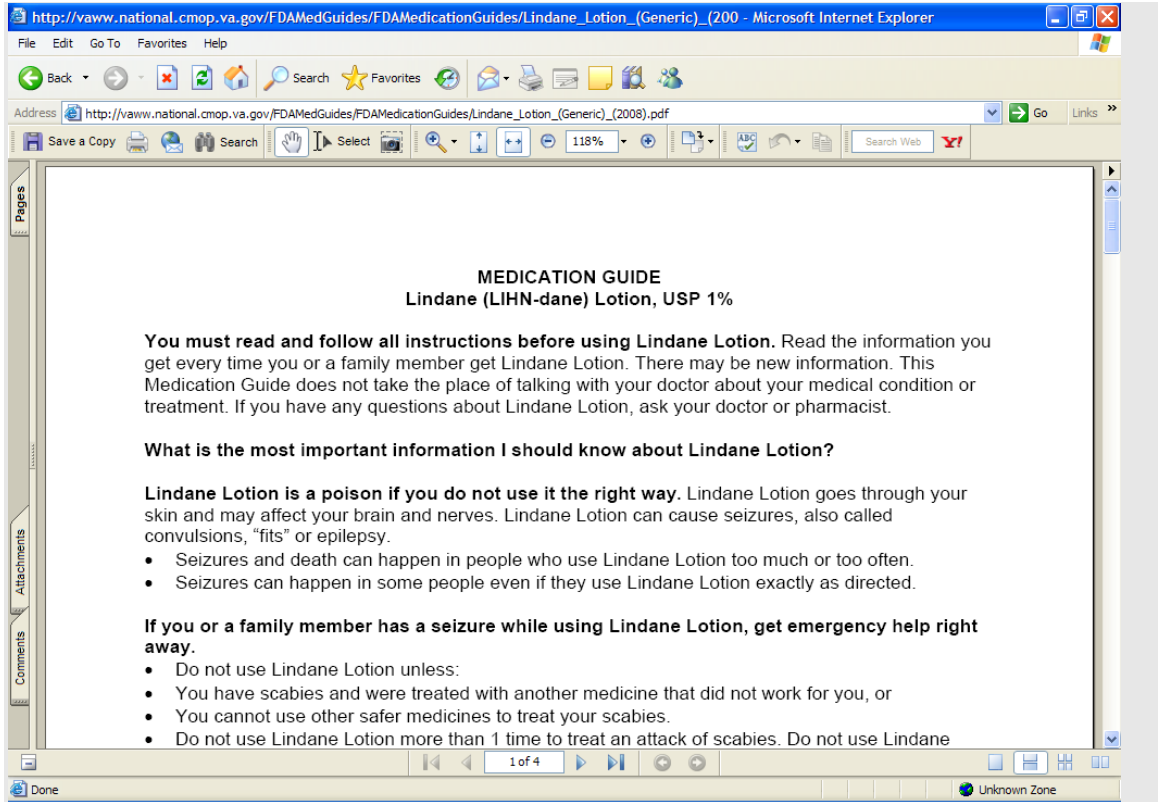 http://vaww.national.cmop.va.gov/FDAMedGuides/FDAMedicationGuides/Lindane_Lotion_(Generic)_(200 - Microsoft Internet Explorer
File Edit Go To Favorites Help
Back Search Favorites
Address http://vaww.national.cmop.va.gov/FDAMedGuides/FDAMedicationGuides/Lindane_Lotion_(Generic)_(2008).pdf Go Links »
Save a Copy Search Select 118% ABC Search Web Y!
Pages
Attachments
Comments
MEDICATION GUIDE
Lindane (LIHN-dane) Lotion, USP 1%
You must read and follow all instructions before using Lindane Lotion. Read the information you
get every time you or a family member get Lindane Lotion. There may be new information. This
Medication Guide does not take the place of talking with your doctor about your medical condition or
treatment. If you have any questions about Lindane Lotion, ask your doctor or pharmacist.
What is the most important information I should know about Lindane Lotion?
Lindane Lotion is a poison if you do not use it the right way. Lindane Lotion goes through your
skin and may affect your brain and nerves. Lindane Lotion can cause seizures, also called
convulsions, “fits” or epilepsy.
• Seizures and death can happen in people who use Lindane Lotion too much or too often.
• Seizures can happen in some people even if they use Lindane Lotion exactly as directed.
If you or a family member has a seizure while using Lindane Lotion, get emergency help right
away.
• Do not use Lindane Lotion unless:
• You have scabies and were treated with another medicine that did not work for you, or
• You cannot use other safer medicines to treat your scabies.
• Do not use Lindane Lotion more than 1 time to treat an attack of scabies. Do not use Lindane
1 of 4
Done Unknown Zone